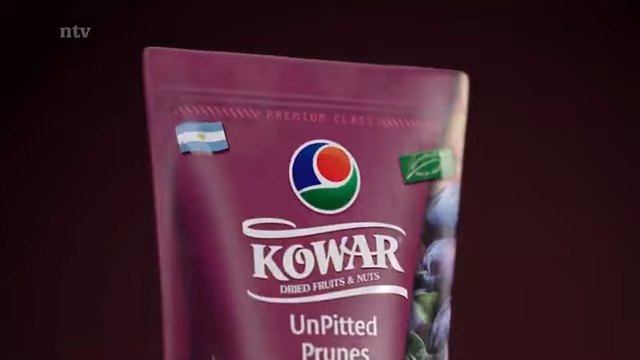 ntv
PREMIUM CLASS
KOWAR
DRIED FRUITS & NUTS
UnPitted
Prunes